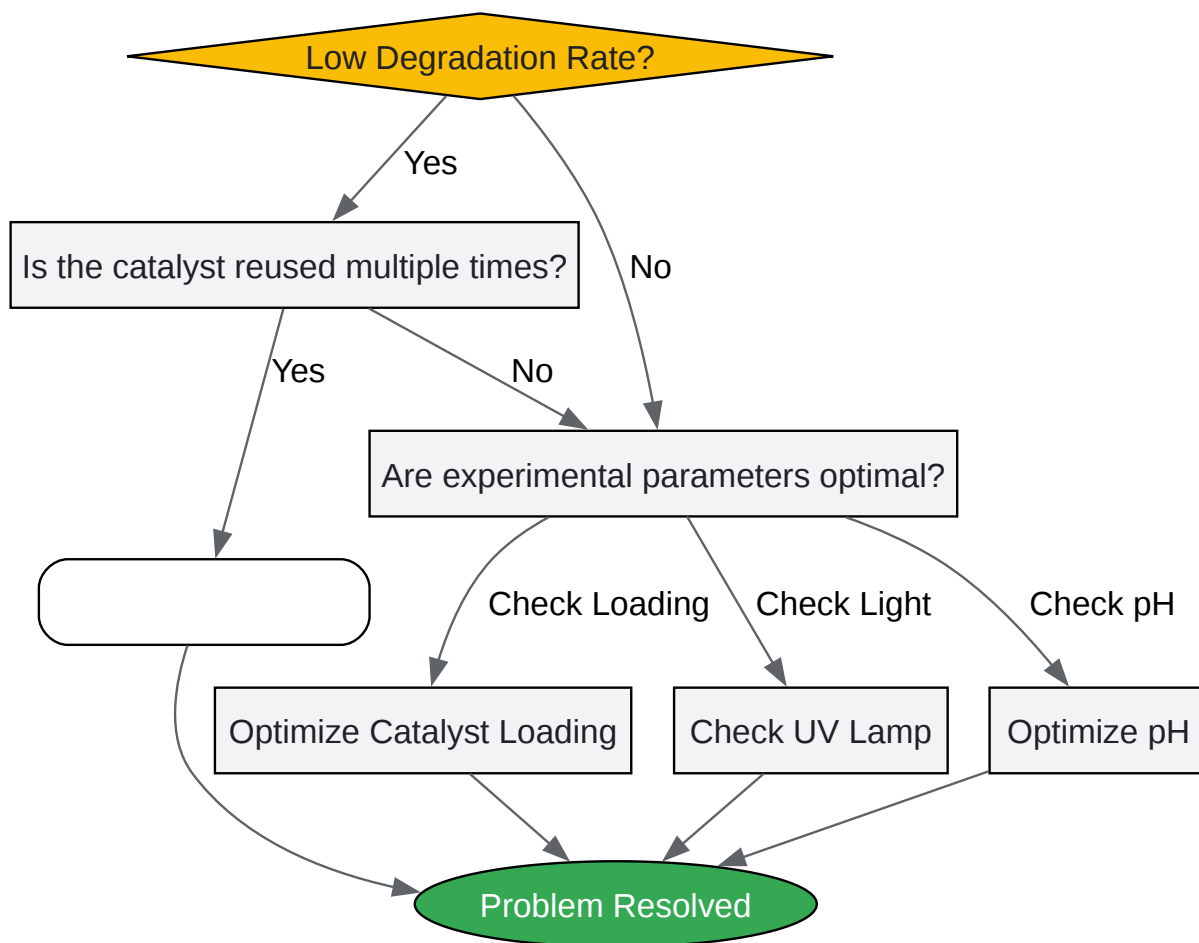 Low Degradation Rate?
Yes
Is the catalyst reused multiple times?
No
Yes
No
Are experimental parameters optimal?
Check Loading
Check Light
Check pH
Optimize Catalyst Loading
Check UV Lamp
Optimize pH
Problem Resolved